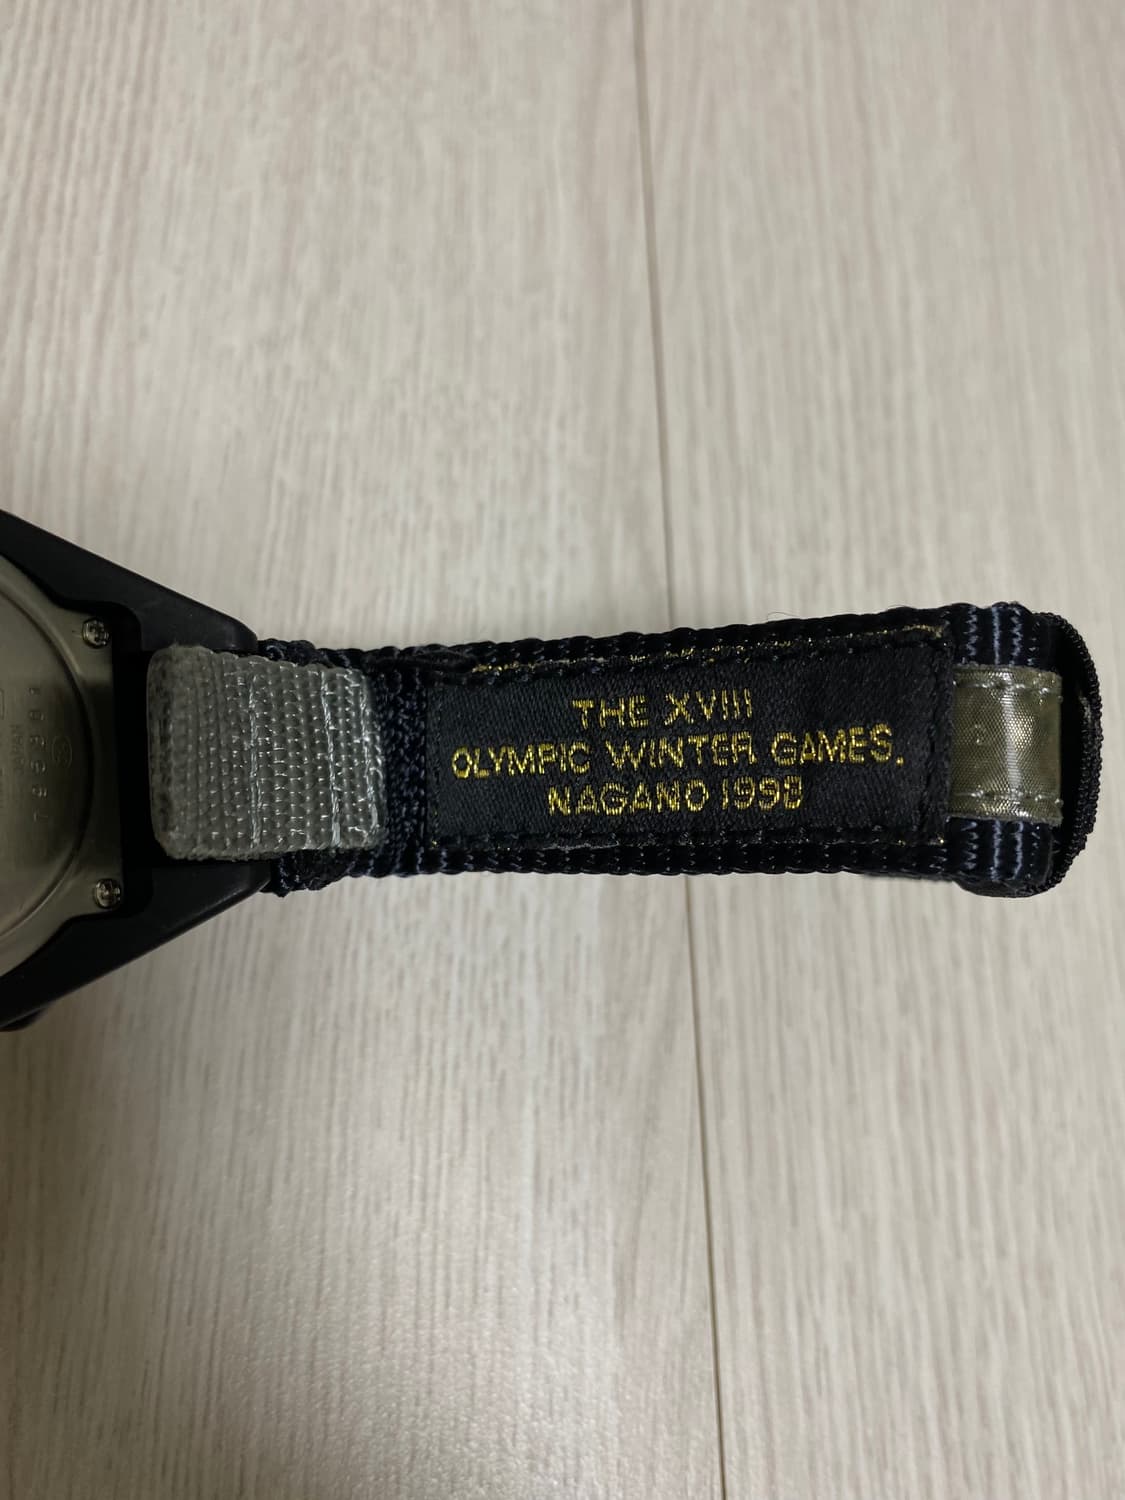 THE XVIII
OLYMPIC WINTER GAMES,
NAGANO 1998